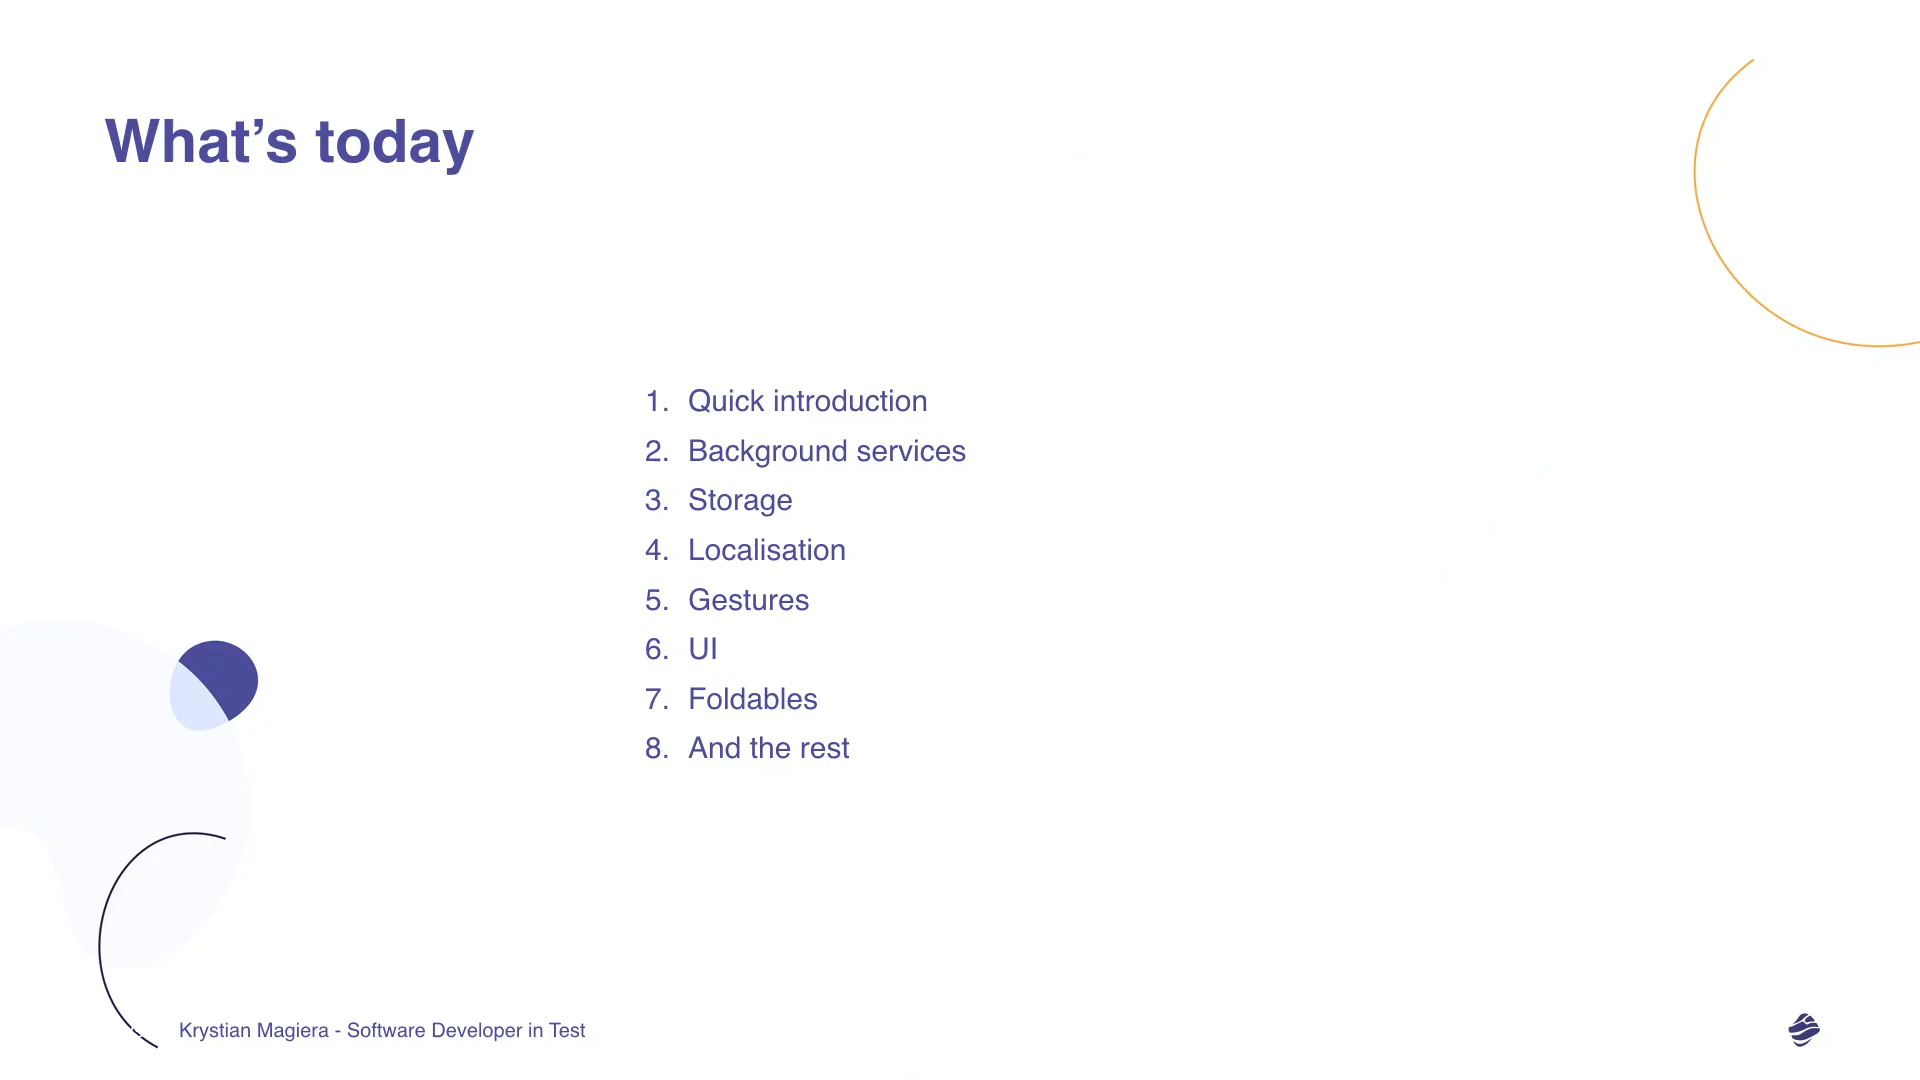 What’s today
1. Quick introduction
2. Background services
3. Storage
4. Localisation
5. Gestures
6. UI
7. Foldables
8. And the rest
Krystian Magiera - Software Developer in Test